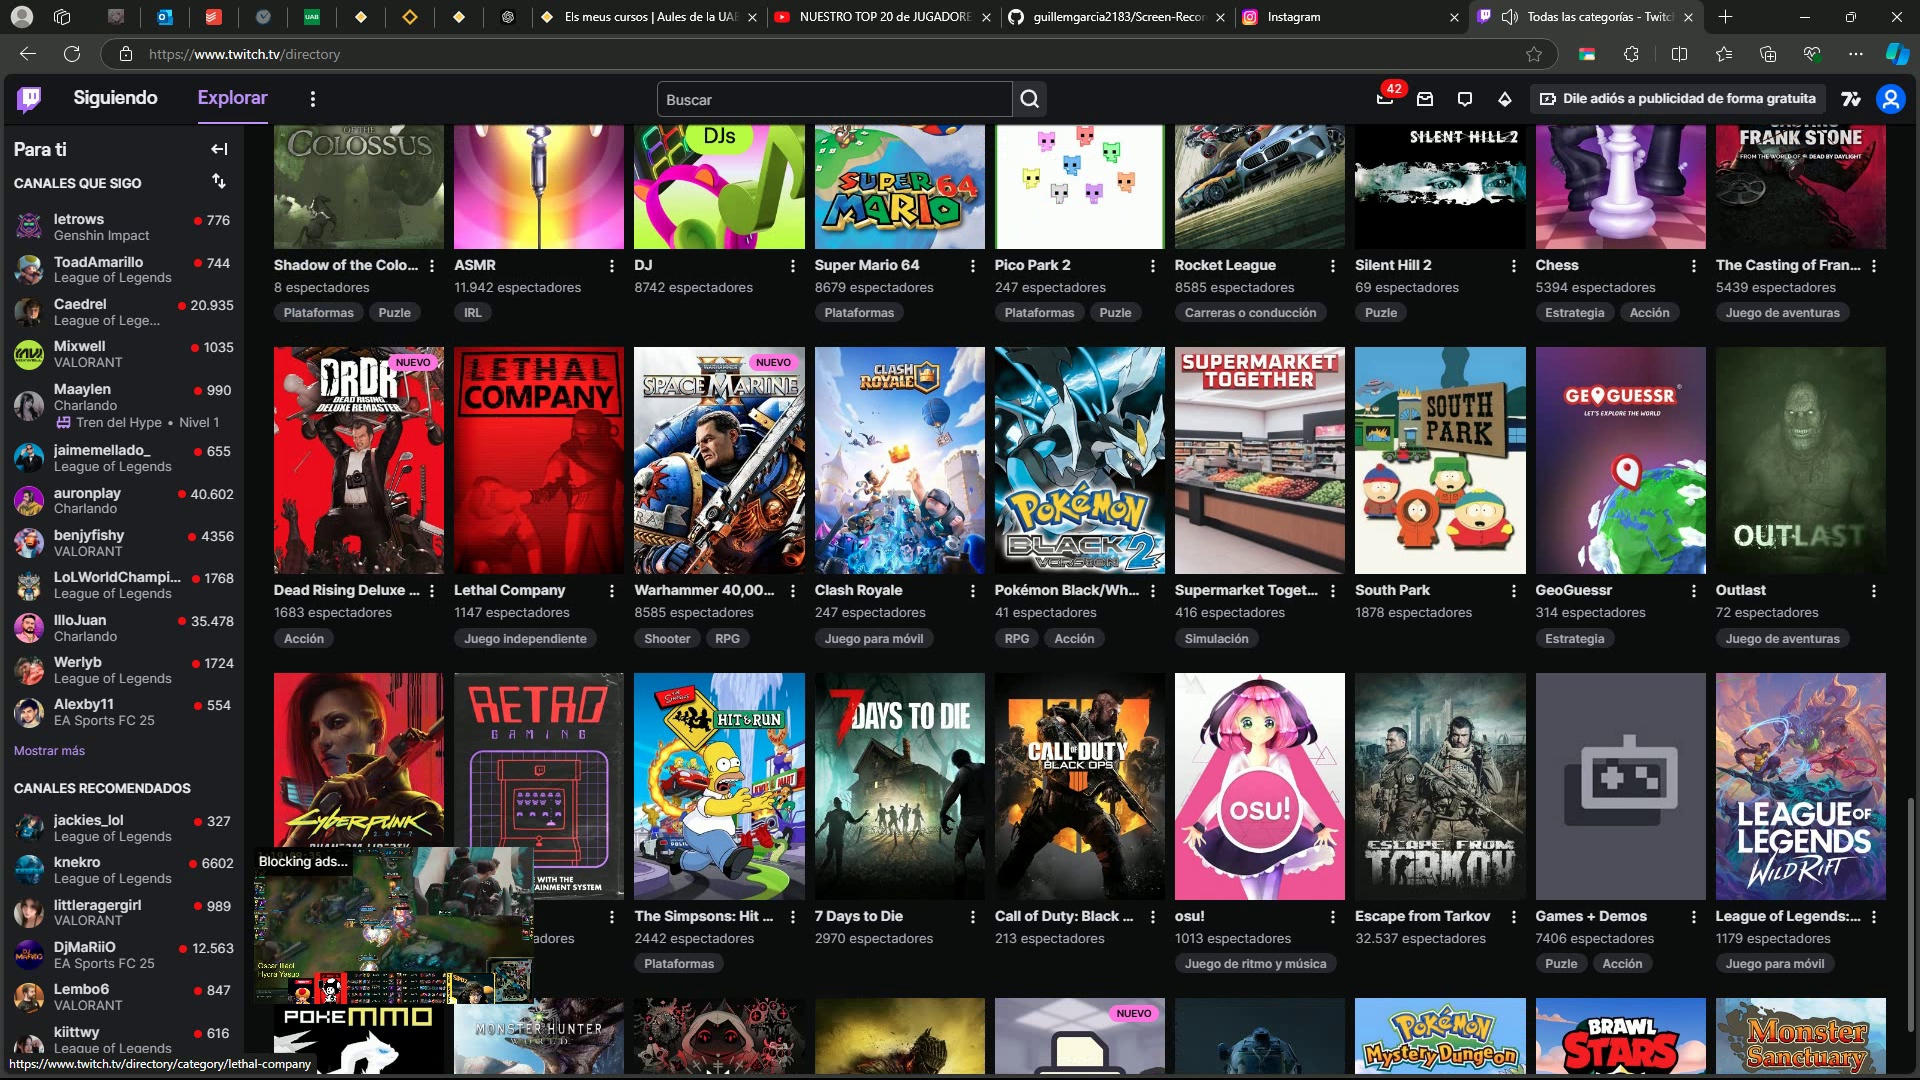 Els meus cursos | Aules de la UAB
NUESTRO TOP 20 de JUGADORE
guillemgarcia2183/Screen-Recor
Instagram
Todas las categorías - Twitch
https://www.twitch.tv/directory
Siguiendo
Explorar
Buscar
42
Dile adiós a publicidad de forma gratuita
Para ti
CANALES QUE SIGO
letrows
776
Genshin Impact
ToadAmarillo
744
League of Legends
Caedrel
20.935
League of Lege...
Mixwell
1035
VALORANT
Maaylen
990
Charlando
Tren del Hype • Nivel 1
jaimemellado_
655
League of Legends
auronplay
40.602
Charlando
benjyfishy
4356
VALORANT
LoLWorldChampi...
1768
League of Legends
IlloJuan
35.478
Charlando
Werlyb
1724
League of Legends
Alexby11
554
EA Sports FC 25
Mostrar más
CANALES RECOMENDADOS
jackies_lol
327
League of Legends
knekro
6602
League of Legends
littleragergirl
989
VALORANT
DjMaRiiO
12.563
EA Sports FC 25
Lembo6
847
VALORANT
kiittwy
616
League of Legends
https://www.twitch.tv/directory/category/lethal-company
OF THE
COLOSSUS
DJs
SUPER
MARIO
64
SILENT HILL 2
FRANK STONE
FROM THE WORLD OF DEAD BY DAYLIGHT
Shadow of the Colo...
8 espectadores
Plataformas
Puzle
ASMR
11.942 espectadores
IRL
DJ
8742 espectadores
Super Mario 64
8679 espectadores
Plataformas
Pico Park 2
247 espectadores
Plataformas
Puzle
Rocket League
8585 espectadores
Carreras o conducción
Silent Hill 2
69 espectadores
Puzle
Chess
5394 espectadores
Estrategia
Acción
The Casting of Fran...
5439 espectadores
Juego de aventuras
NUEVO
DRDR
DEAD RISING
DELUXE REMASTER
LETHAL
COMPANY
NUEVO
SPACE MARINE
CLASH
ROYALE
POKÉMON
BLACK
VERSION 2
SUPERMARKET
TOGETHER
SOUTH
PARK
GEOGUESSR
LET'S EXPLORE THE WORLD
OUTLAST
Dead Rising Deluxe ...
1683 espectadores
Acción
Lethal Company
1147 espectadores
Juego independiente
Warhammer 40,00...
8585 espectadores
Shooter
RPG
Clash Royale
247 espectadores
Juego para móvil
Pokémon Black/Wh...
41 espectadores
RPG
Acción
Supermarket Toget...
416 espectadores
Simulación
South Park
1878 espectadores
GeoGuessr
314 espectadores
Estrategia
Outlast
72 espectadores
Juego de aventuras
Cyberpunk
2077
PHANTOM LIBERTY
RETRO
GAMING
E WITH THE
TAINMENT SYSTEM
The Simpsons
HIT & RUN
7 DAYS TO DIE
CALL OF DUTY
BLACK OPS
IIII
osu!
ESCAPE FROM
TARKOV
LEAGUE OF
LEGENDS
WILD RIFT
Blocking ads...
adores
The Simpsons: Hit ...
2442 espectadores
Plataformas
7 Days to Die
2970 espectadores
Call of Duty: Black ...
213 espectadores
osu!
1013 espectadores
Juego de ritmo y música
Escape from Tarkov
32.537 espectadores
Games + Demos
7406 espectadores
Puzle
Acción
League of Legends:...
1179 espectadores
Juego para móvil
POKEMMO
MONSTER HUNTER
WORLD
NUEVO
POKÉMON
Mystery Dungeon
BRAWL
STARS
Monster
Sanctuary